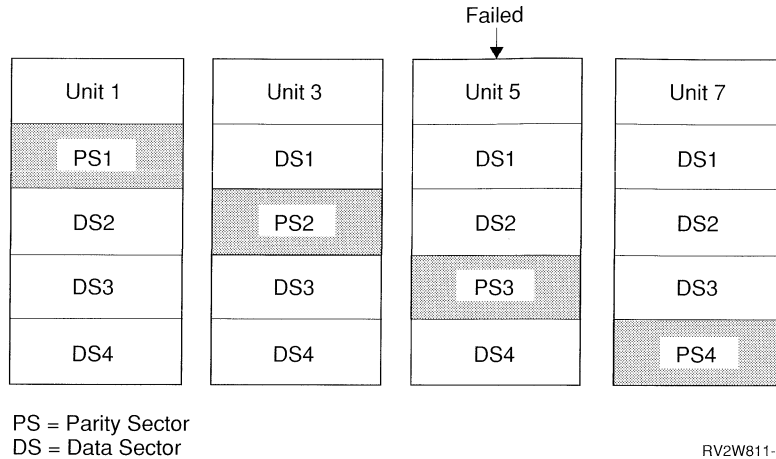 Failed
Unit 1 Unit 3 Unit 5 Unit 7
PS1 DS1 DS1 DS1
DS2 PS2 DS2 DS2
DS3 DS3 PS3 DS3
DS4 DS4 DS4 PS4
PS = Parity Sector
DS = Data Sector
RV2W811-